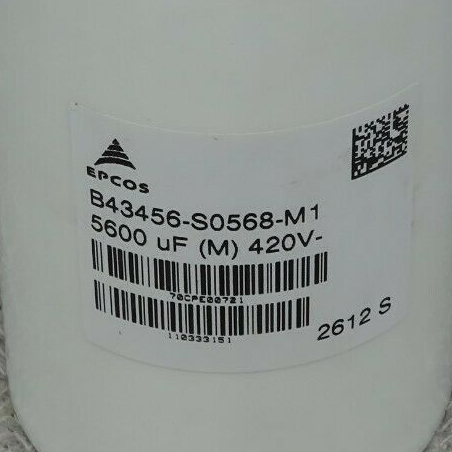 EPCOS
B43456-S0568-M1
5600 uF (M) 420V-
70CPE00721
110333151
2612 S